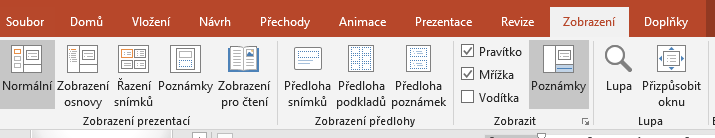 Soubor Domů Vložení Návrh Přechody Animace Prezentace Revize Zobrazení Doplňky
Normální Zobrazení osnovy Řazení snímků Poznámky Zobrazení pro čtení
Předloha snímků Předloha podkladů Předloha poznámek
Pravítko
Mřížka
Vodítka
Poznámky
Lupa Přizpůsobit oknu
Zobrazení prezentací Zobrazení předlohy Zobrazit Lupa